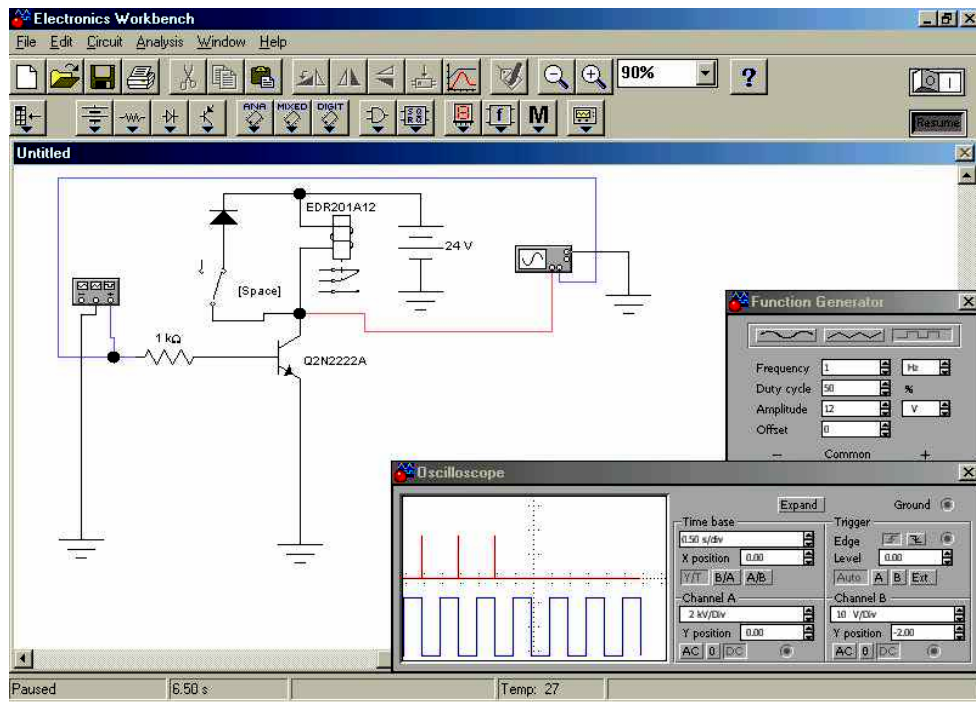 Electronics Workbench
File Edit Circuit Analysis Window Help
90%
?
ANA MIXED DIGIT
f
M
Resume
Untitled
EDR201A12
24 V
[Space]
1 kΩ
Q2N2222A
Function Generator
Frequency 1 Hz
Duty cycle 50 %
Amplitude 12 V
Offset 0
− Common +
Oscilloscope
Expand Ground
Time base
0.50 s/div
X position 0.00
Y/T B/A A/B
Trigger
Edge
Level 0.00
Auto A B Ext
Channel A
2 kV/Div
Y position 0.00
AC 0 DC
Channel B
10 V/Div
Y position -2.00
AC 0 DC
Paused 6.50 s Temp: 27